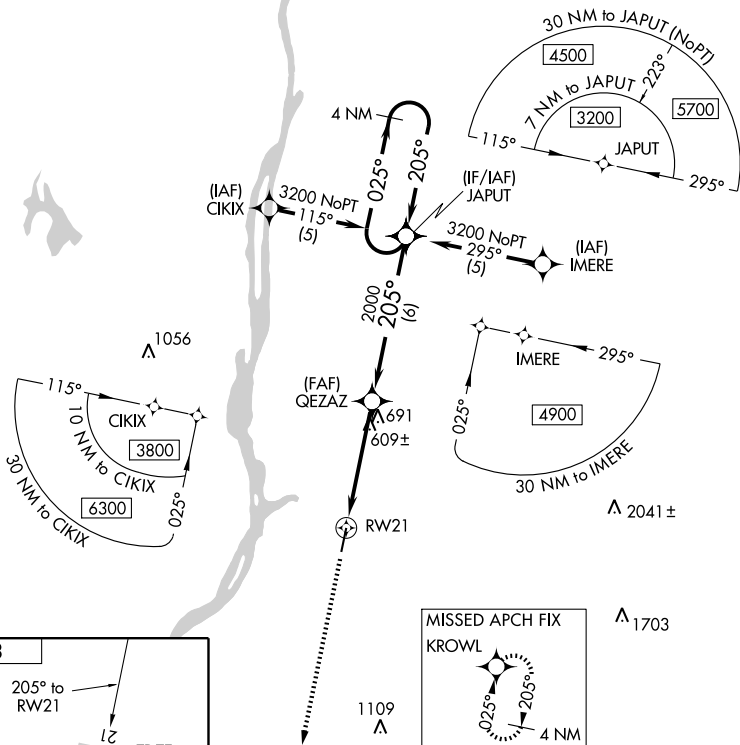 30 NM to JAPUT (NoPT)
4500
223°
5700
7 NM to JAPUT
3200
115°
JAPUT
295°
4 NM
025°
205°
(IF/IAF)
JAPUT
(IAF)
CIKIX
3200 NoPT
115°
(5)
3200 NoPT
295°
(5)
(IAF)
IMERE
2000
205°
(6)
1056
IMERE
295°
025°
4900
30 NM to IMERE
115°
CIKIX
10 NM to CIKIX
3800
30 NM to CIKIX
6300
025°
(FAF)
QEZAZ
691
609±
2041±
RW21
1703
MISSED APCH FIX
KROWL
025°
205°
4 NM
205° to
RW21
21
1109